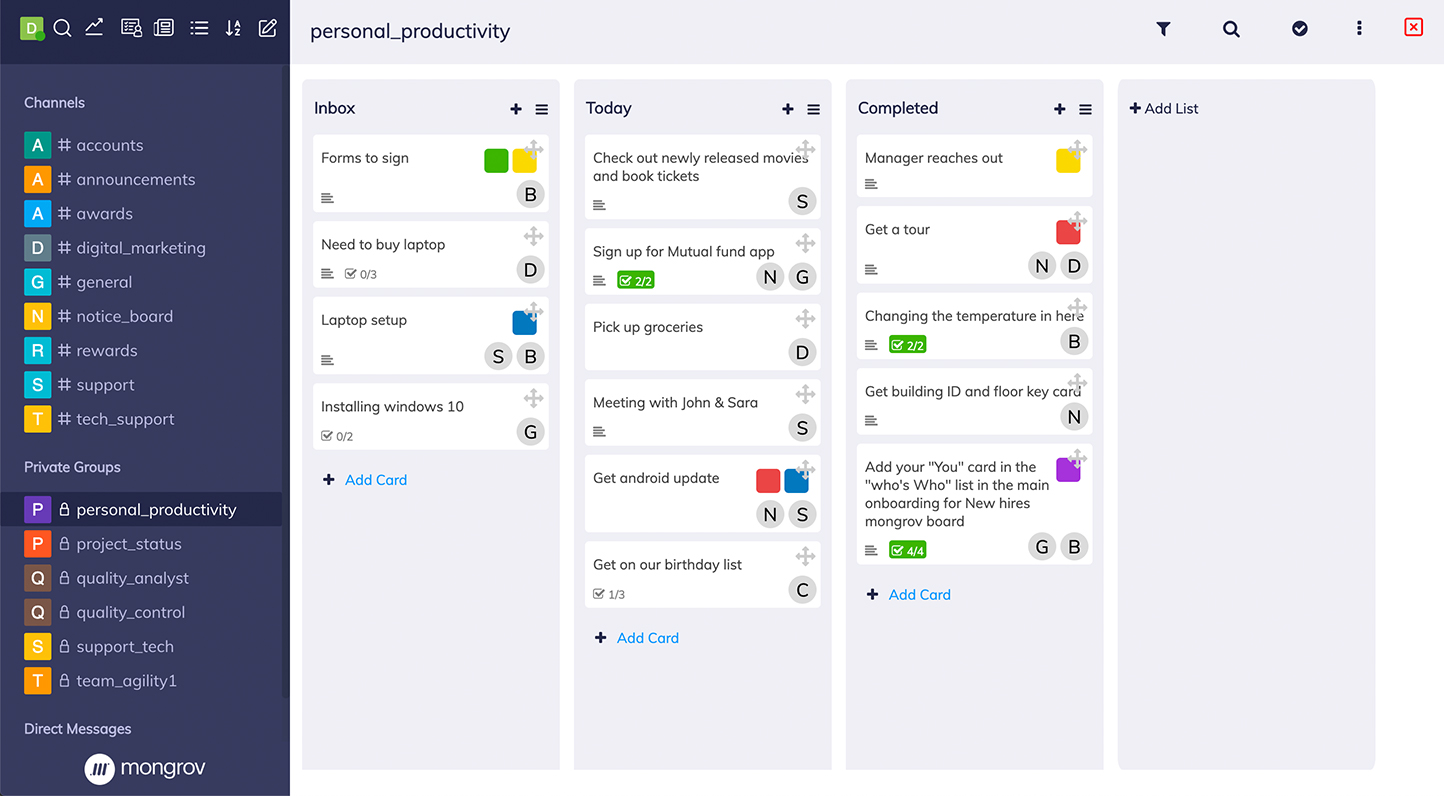 D
personal_productivity
Channels
A # accounts
A # announcements
A # awards
D # digital_marketing
G # general
N # notice_board
R # rewards
S # support
T # tech_support
Private Groups
P personal_productivity
P project_status
Q quality_analyst
Q quality_control
S support_tech
T team_agility1
Direct Messages
mongrov
Inbox
Forms to sign
B
Need to buy laptop
0/3
D
Laptop setup
S B
Installing windows 10
0/2
G
+ Add Card
Today
Check out newly released movies
and book tickets
S
Sign up for Mutual fund app
2/2
N G
Pick up groceries
D
Meeting with John & Sara
S
Get android update
N S
Get on our birthday list
1/3
C
+ Add Card
Completed
Manager reaches out
Get a tour
N D
Changing the temperature in here
2/2
B
Get building ID and floor key card
N
Add your "You" card in the
"who's Who" list in the main
onboarding for New hires
mongrov board
4/4
G B
+ Add Card
+ Add List